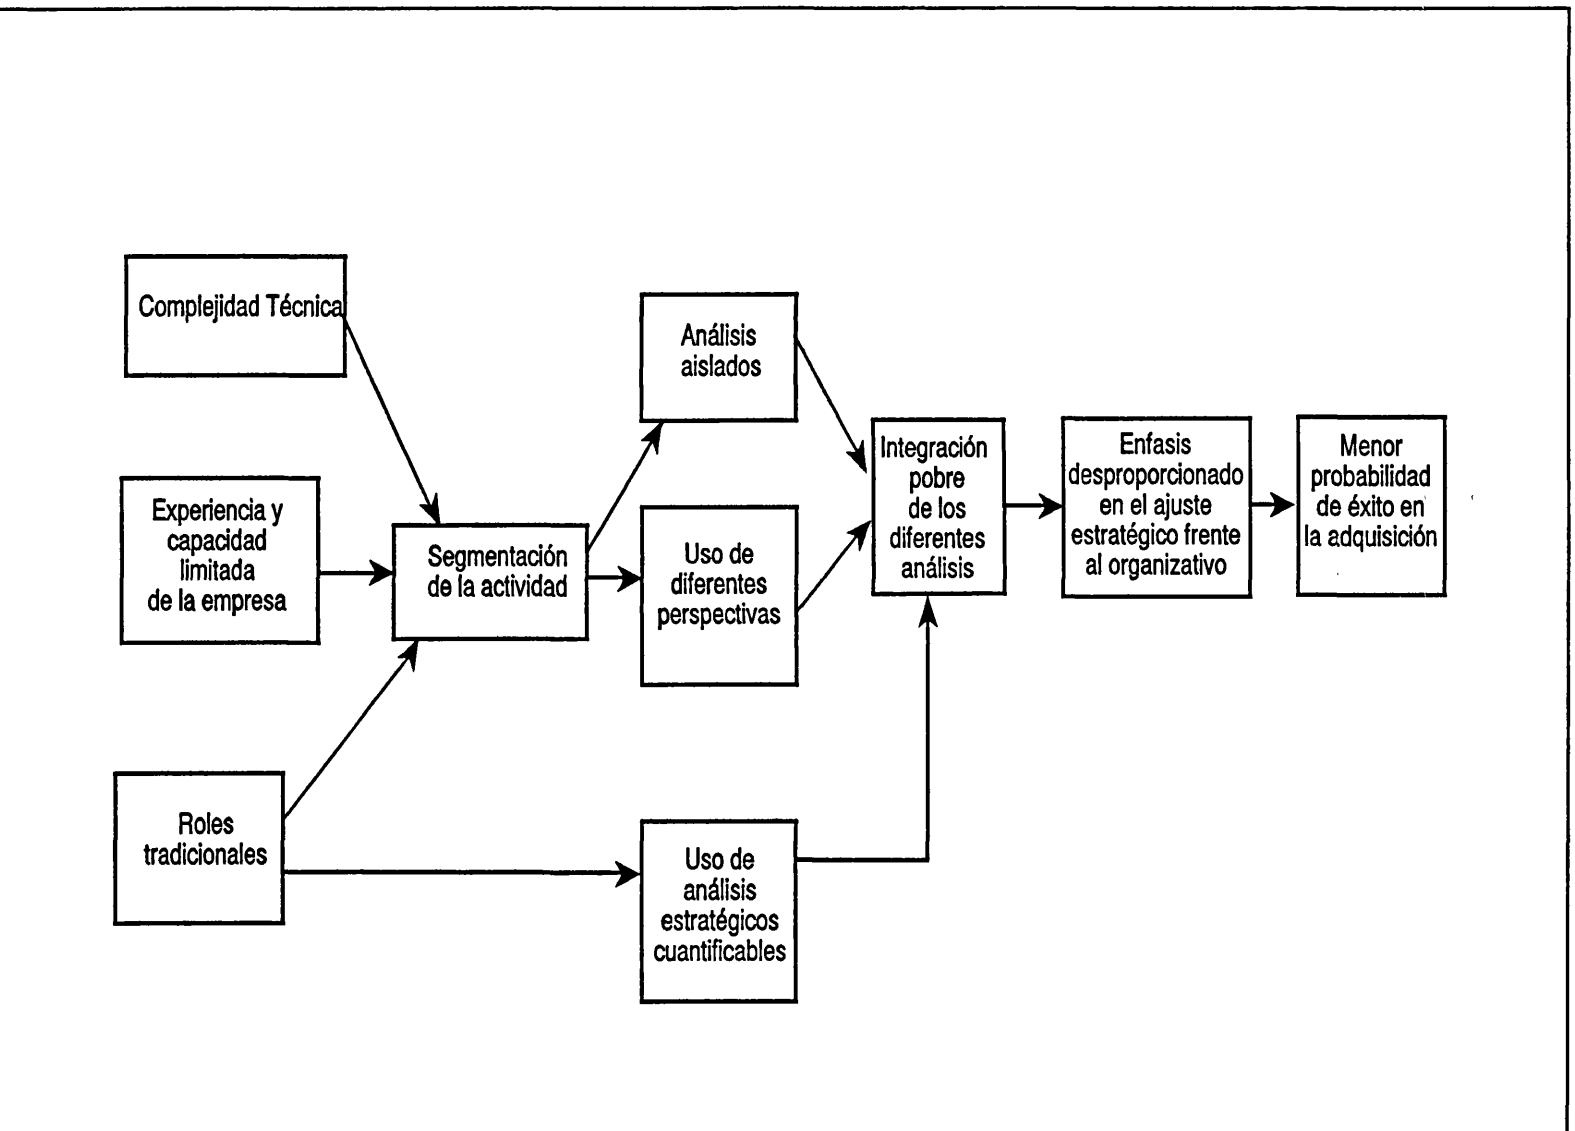 Complejidad Técnica
Experiencia y
capacidad
limitada
de la empresa
Roles
tradicionales
Segmentación
de la actividad
Análisis
aislados
Uso de
diferentes
perspectivas
Uso de
análisis
estratégicos
cuantificables
Integración
pobre
de los
diferentes
análisis
Enfasis
desproporcionado
en el ajuste
estratégico frente
al organizativo
Menor
probabilidad
de éxito en
la adquisición